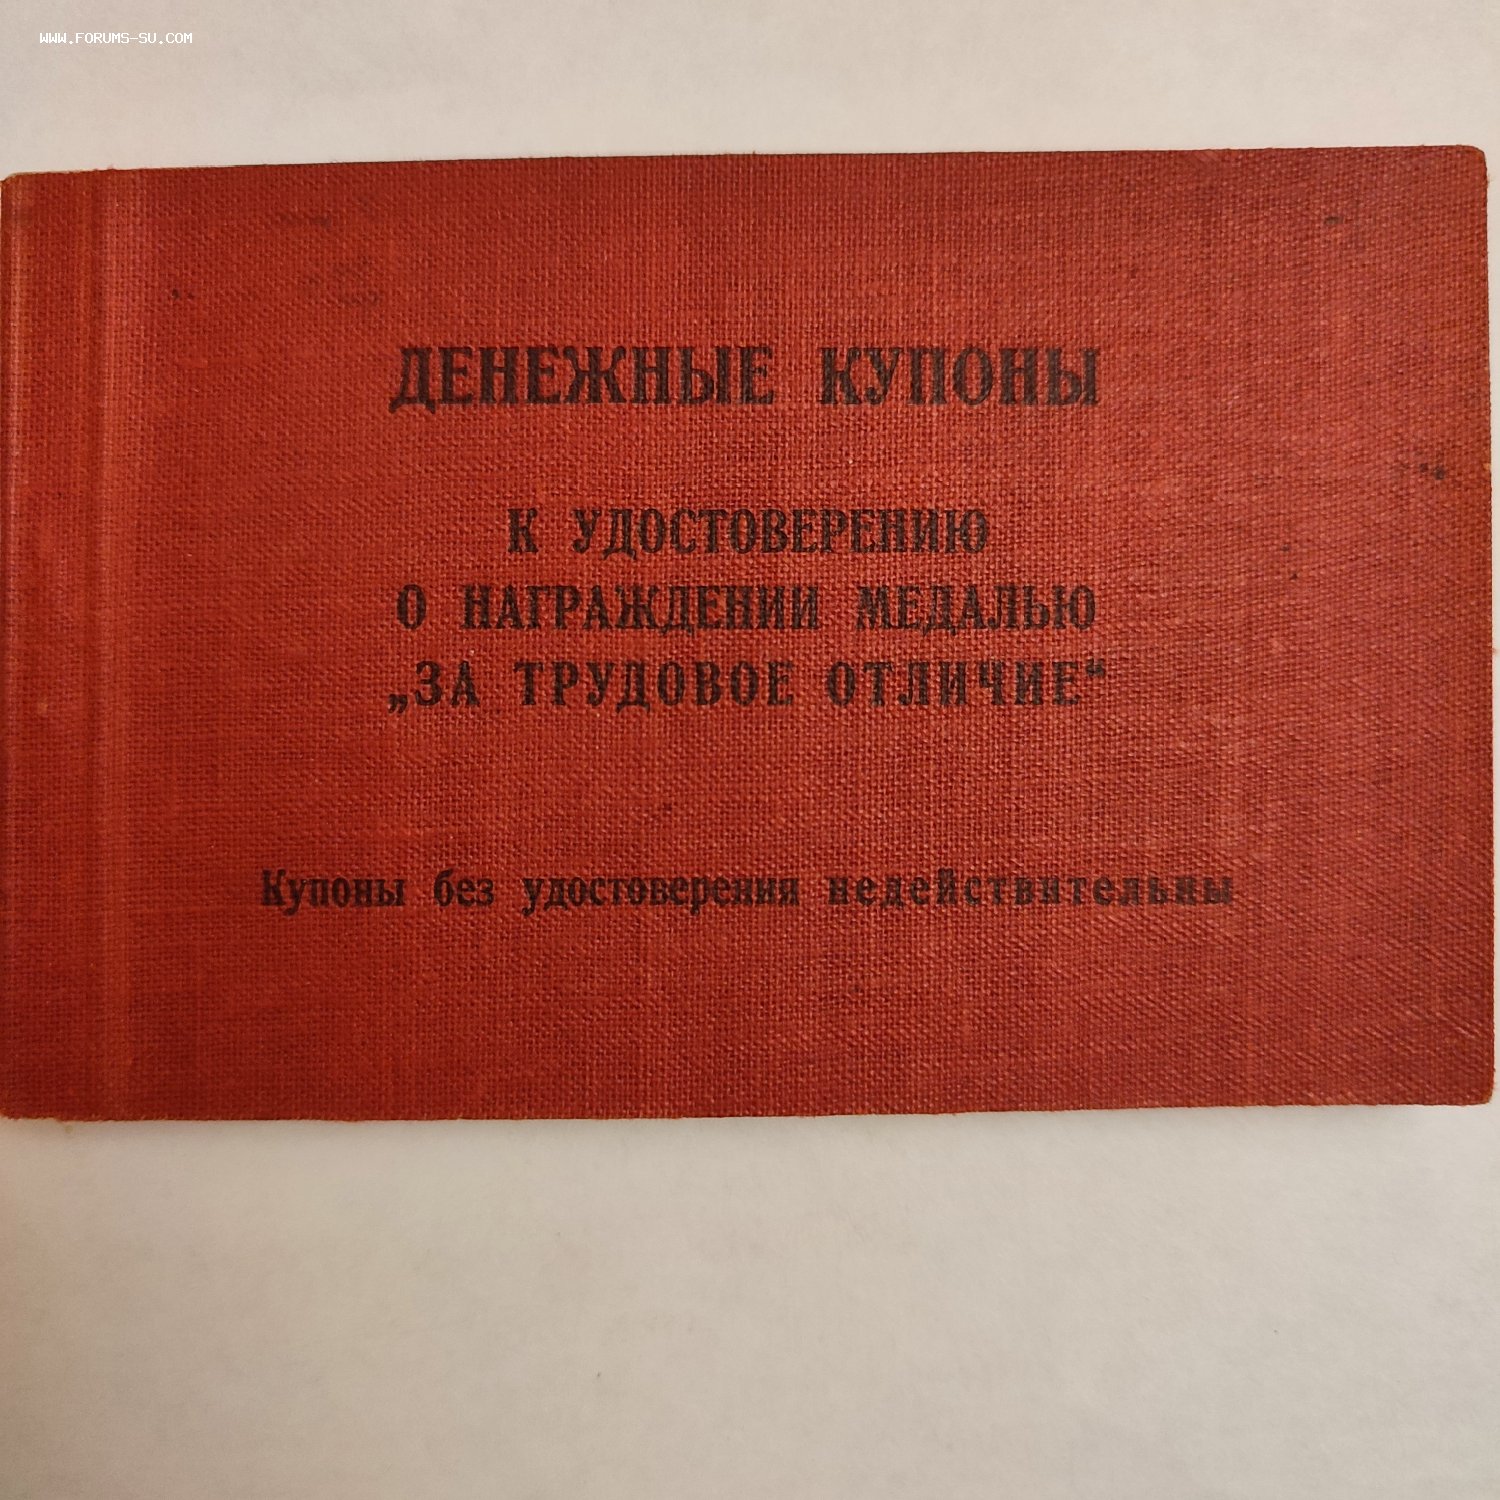 WWW.FORUMS-SU.COM
ДЕНЕЖНЫЕ КУПОНЫ
К УДОСТОВЕРЕНИЮ
О НАГРАЖДЕНИИ МЕДАЛЬЮ
„ЗА ТРУДОВОЕ ОТЛИЧИЕ“
Купоны без удостоверения недействительны